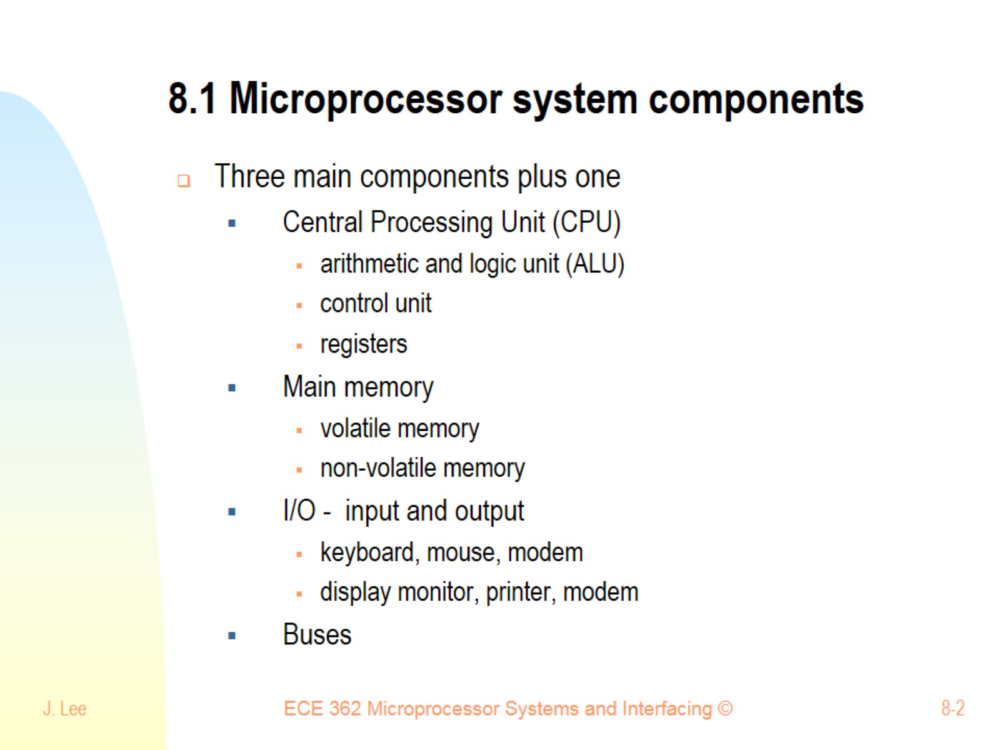 8.1 Microprocessor system components
Three main components plus one
Central Processing Unit (CPU)
arithmetic and logic unit (ALU)
control unit
registers
Main memory
volatile memory
non-volatile memory
I/O - input and output
keyboard, mouse, modem
display monitor, printer, modem
Buses
J. Lee
ECE 362 Microprocessor Systems and Interfacing ©
8-2